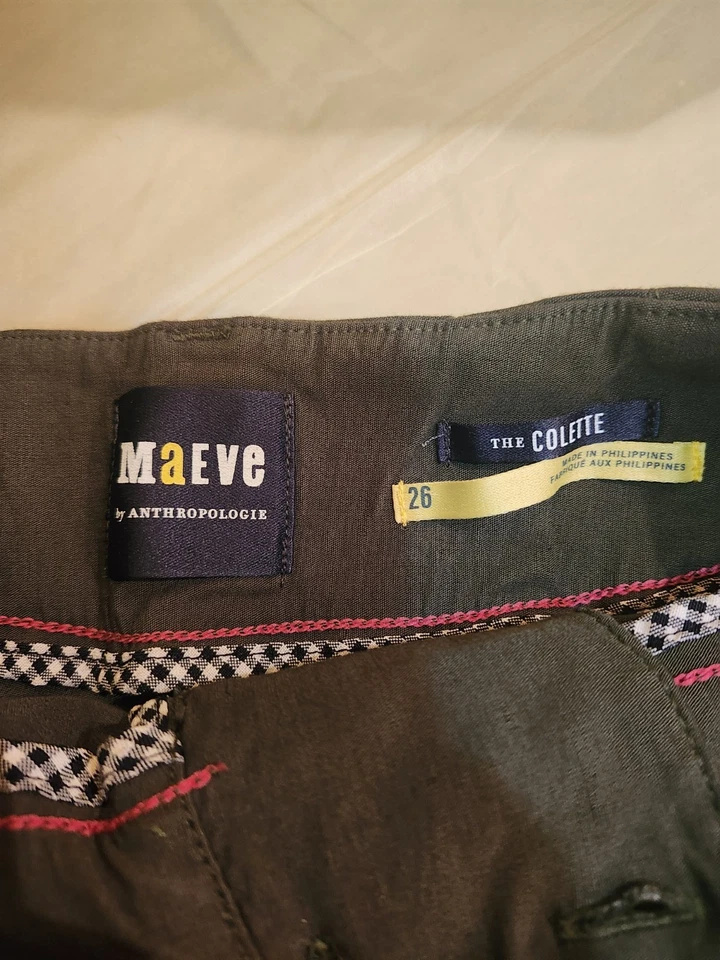 MaEVe
by ANTHROPOLOGIE
THE COLETTE
26
MADE IN PHILIPPINES
FABRIQUÉ AUX PHILIPPINES